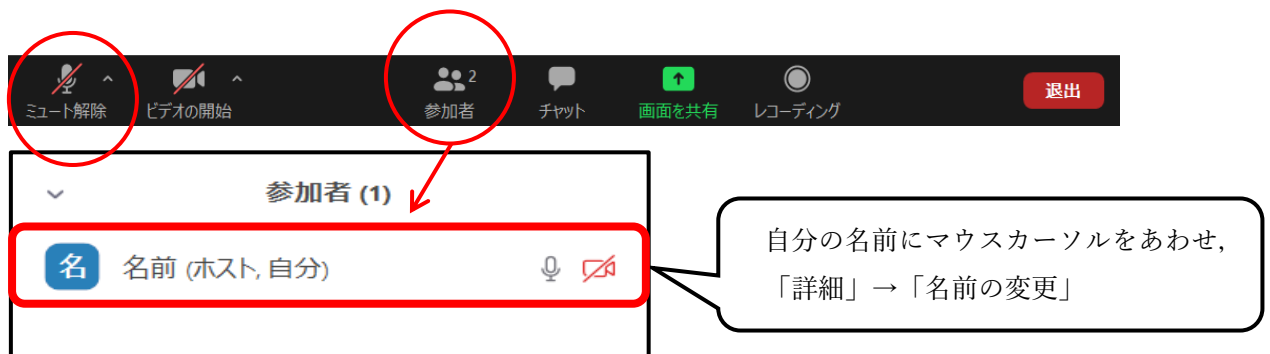 2
ミュート解除 ビデオの開始 参加者 チャット 画面を共有 レコーディング 退出
参加者 (1)
名 名前 (ホスト, 自分)
自分の名前にマウスカーソルをあわせ,
「詳細」→「名前の変更」